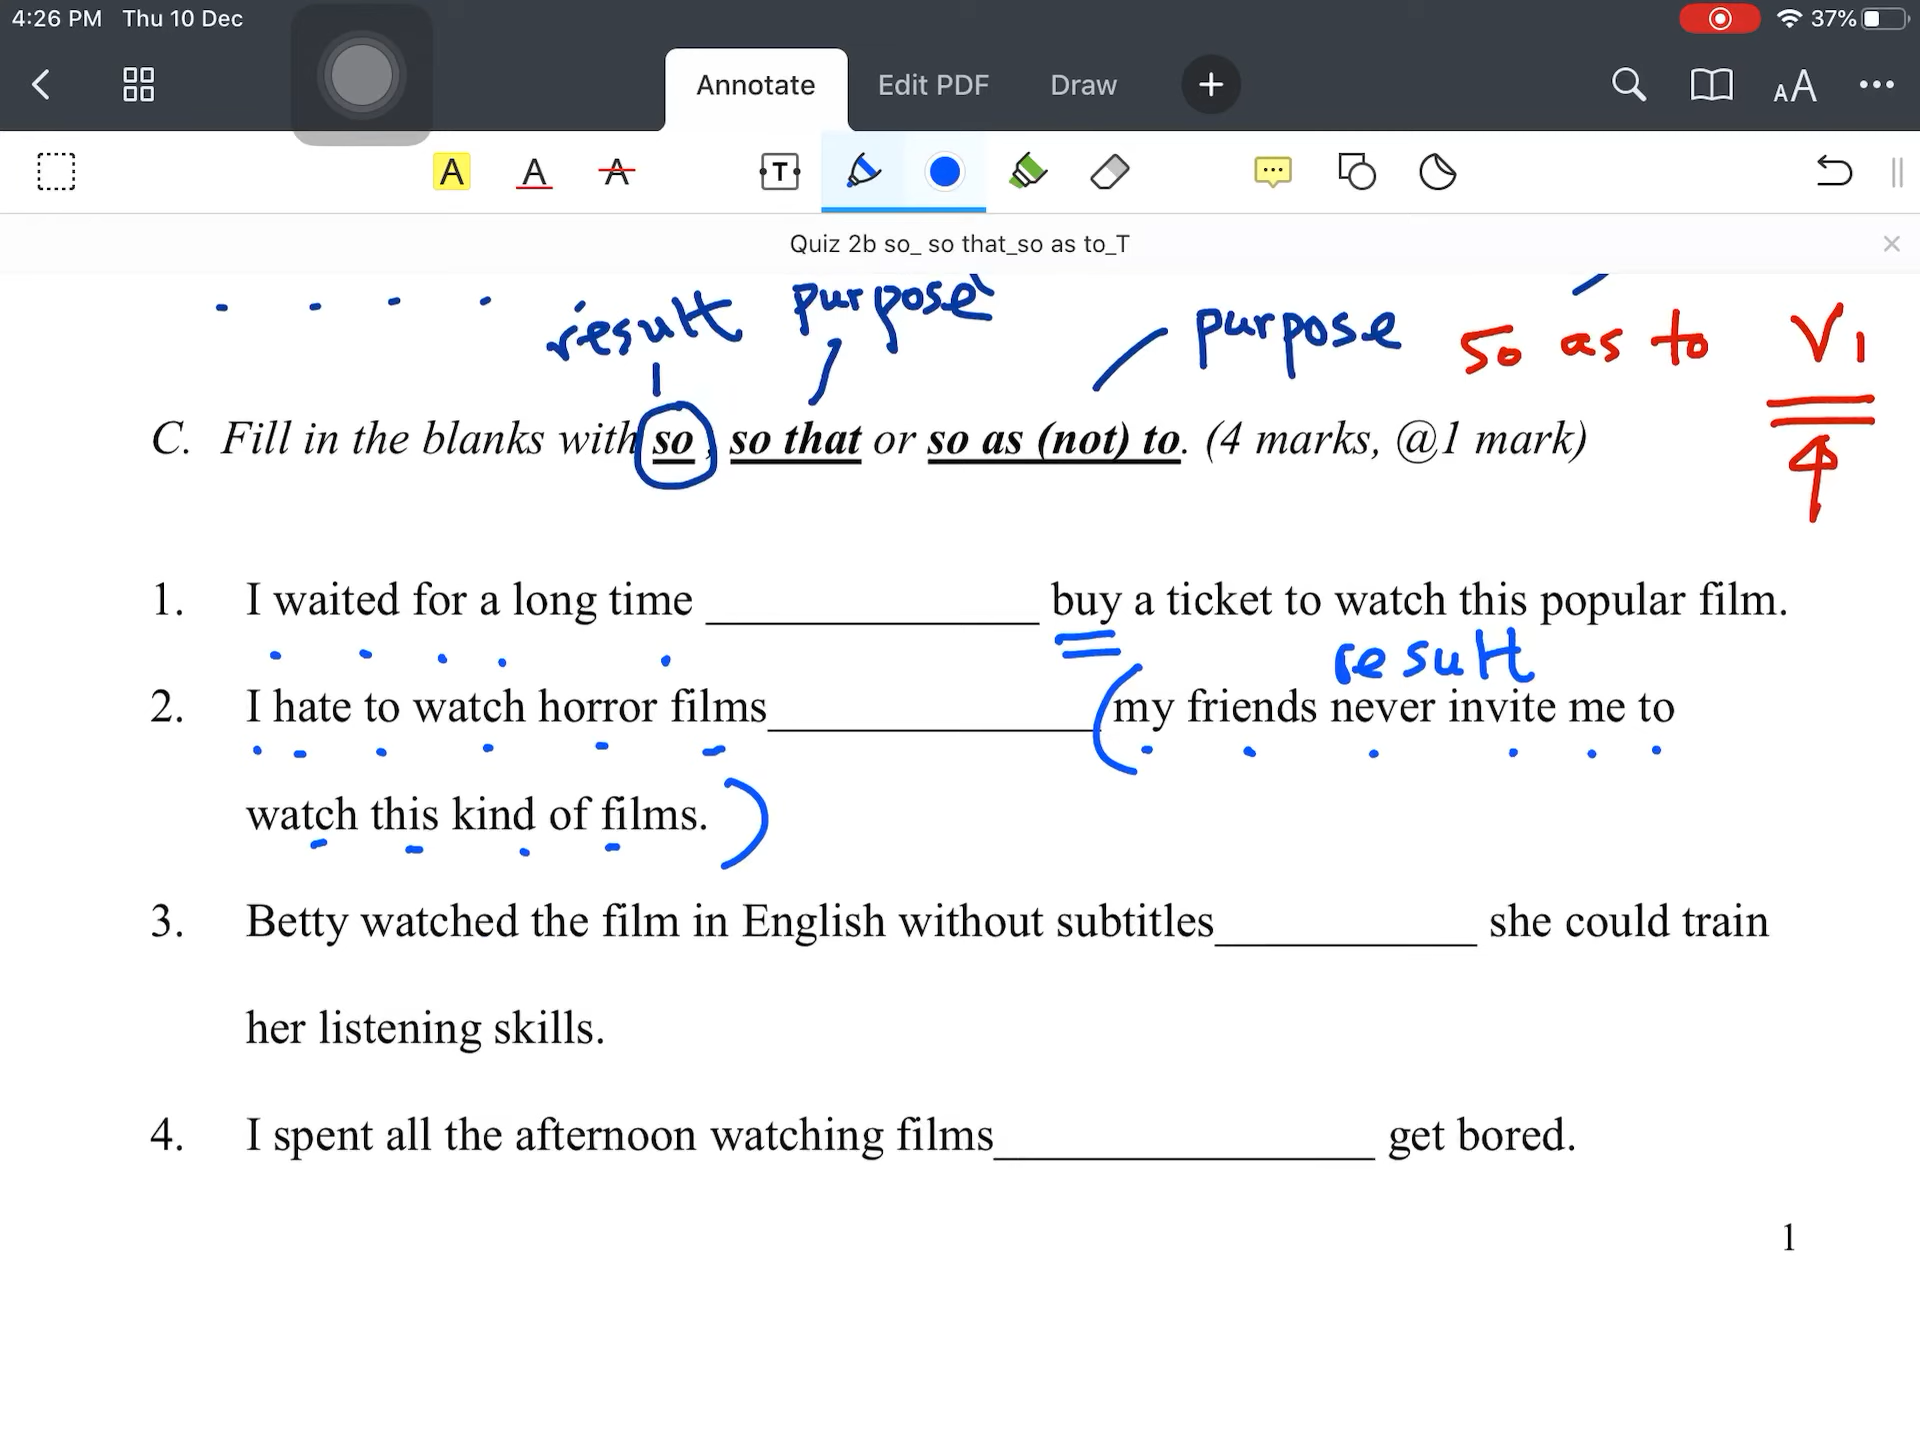 4:26 PM Thu 10 Dec 37%
Annotate Edit PDF Draw
Quiz 2b so_ so that_so as to_T
result purpose purpose so as to V1
C. Fill in the blanks with so , so that or so as (not) to. (4 marks, @1 mark)
1. I waited for a long time ____________ buy a ticket to watch this popular film.
result
2. I hate to watch horror films____________ my friends never invite me to
watch this kind of films.
3. Betty watched the film in English without subtitles__________ she could train
her listening skills.
4. I spent all the afternoon watching films______________ get bored.
1